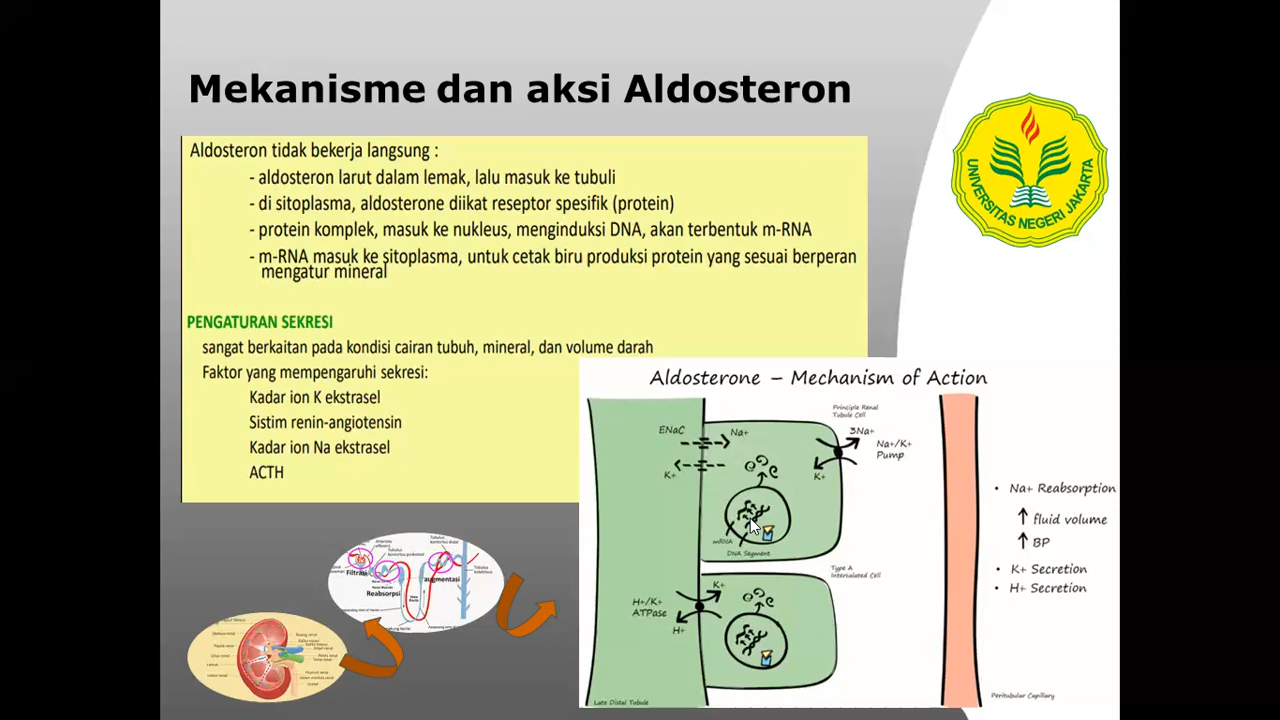 Mekanisme dan aksi Aldosteron
UNIVERSITAS NEGERI JAKARTA
Aldosteron tidak bekerja langsung :
- aldosteron larut dalam lemak, lalu masuk ke tubuli
- di sitoplasma, aldosterone diikat reseptor spesifik (protein)
- protein komplek, masuk ke nukleus, menginduksi DNA, akan terbentuk m-RNA
- m-RNA masuk ke sitoplasma, untuk cetak biru produksi protein yang sesuai berperan
mengatur mineral
PENGATURAN SEKRESI
sangat berkaitan pada kondisi cairan tubuh, mineral, dan volume darah
Faktor yang mempengaruhi sekresi:
Kadar ion K ekstrasel
Sistim renin-angiotensin
Kadar ion Na ekstrasel
ACTH
Aldosterone – Mechanism of Action
Principle Renal
Tubule Cell
ENaC
Na+
K+
3Na+
K+
Na+/K+
Pump
mRNA
DNA Segment
Type A
Intercalated Cell
H+/K+
ATPase
K+
H+
Late Distal Tubule
Peritubular Capillary
• Na+ Reabsorption
↑ fluid volume
↑ BP
• K+ Secretion
• H+ Secretion
Filtrasi
Reabsorpsi
augmentasi